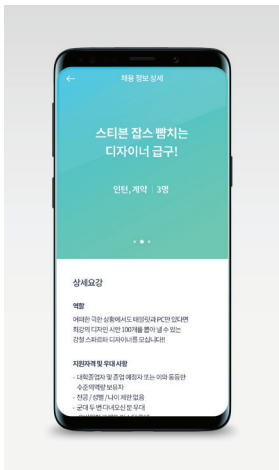 채용 정보 상세
스티븐 잡스 뺨치는
디자이너 급구!
인턴, 계약 | 3명
상세요강
역할
어떠한 극한 상황에서도 태블릿과 PC만 있다면
최강의 디자인 시안 100개를 뽑아 낼 수 있는
강철 스파르타 디자이너를 모십니다!!
지원자격 및 우대사항
- 대학졸업자 및 졸업 예정자 또는 이와 동등한
수준의 역량 보유자
- 전공 / 성별 / 나이 제한 없음
- 군대 두 번 다녀오신 분 우대